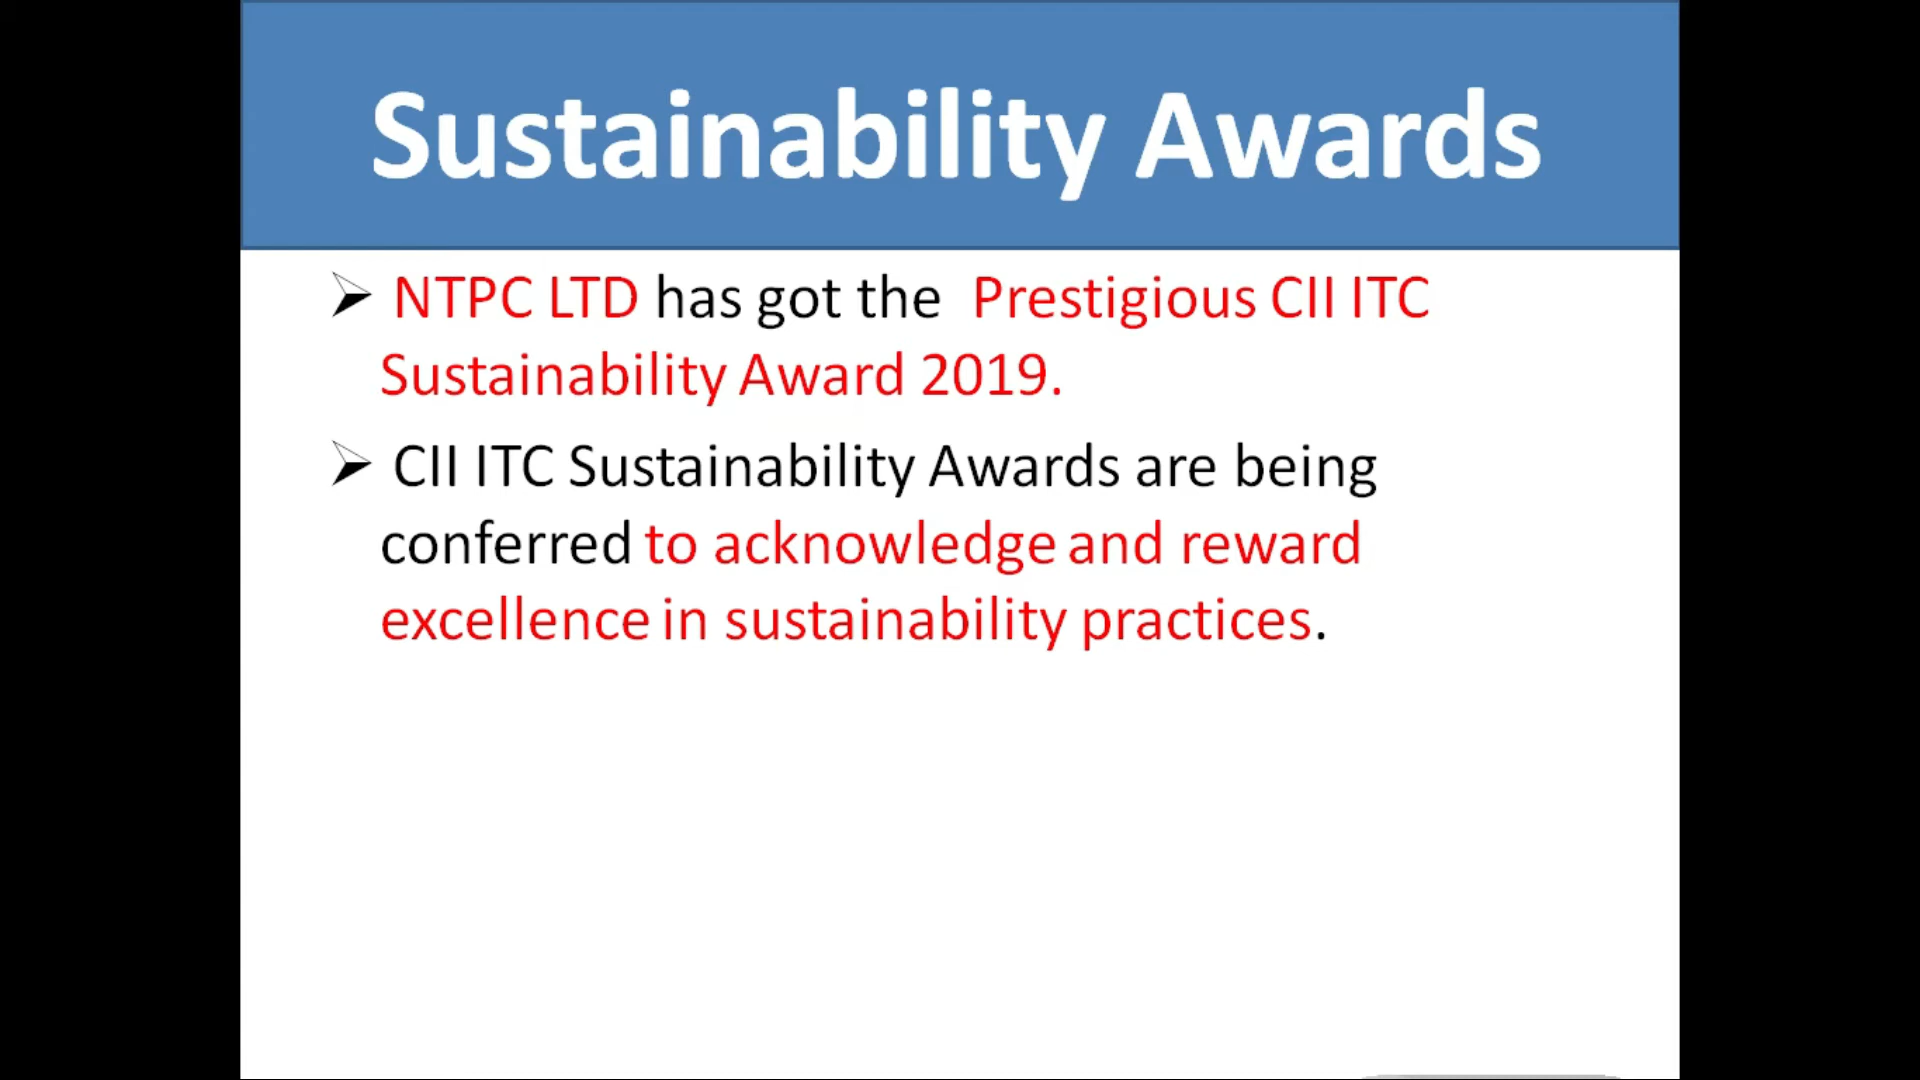 Sustainability Awards
➢ NTPC LTD has got the Prestigious CII ITC
Sustainability Award 2019.
➢ CII ITC Sustainability Awards are being
conferred to acknowledge and reward
excellence in sustainability practices.